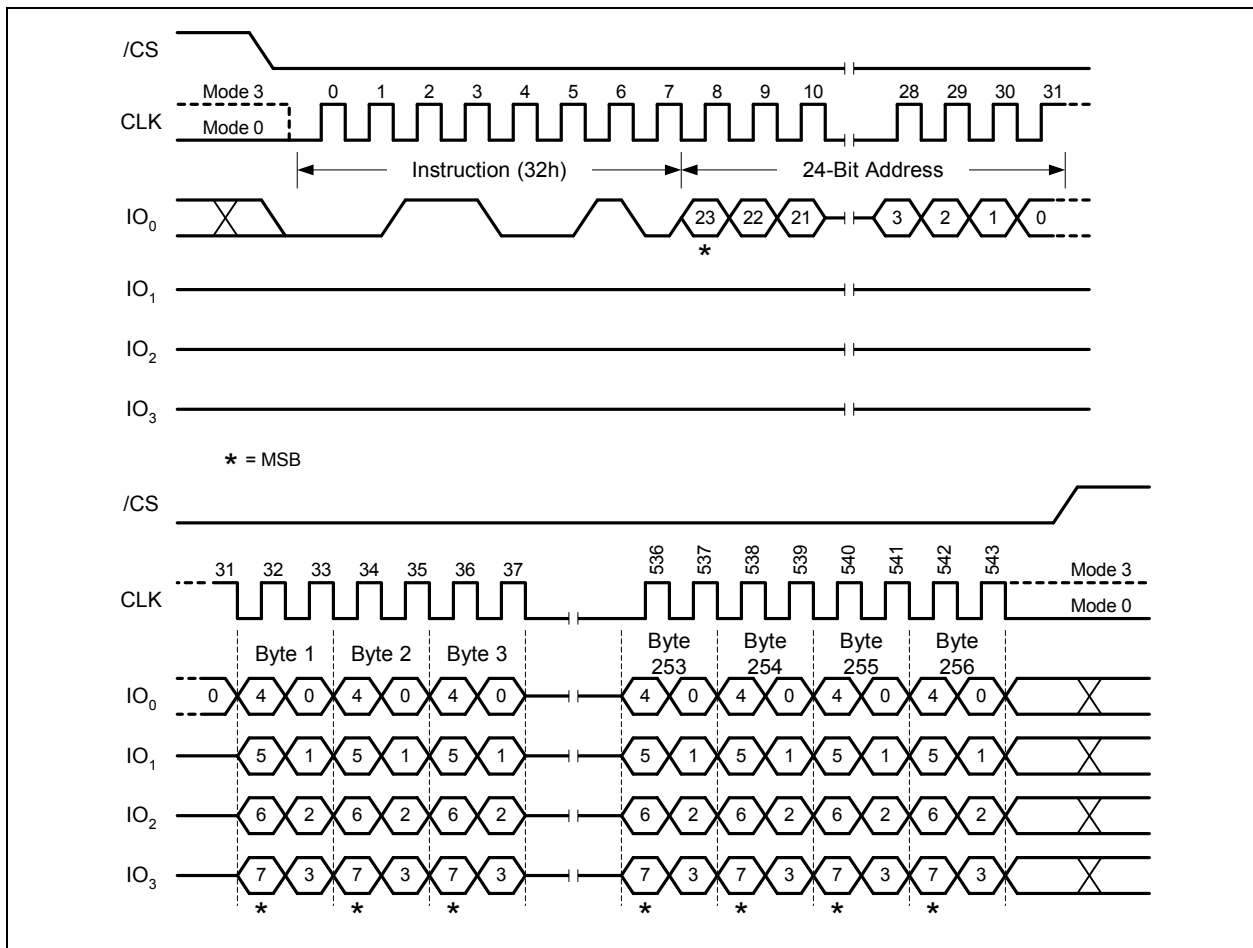 /CS
Mode 3 0 1 2 3 4 5 6 7 8 9 10 28 29 30 31
CLK
Mode 0
Instruction (32h) 24-Bit Address
IO0 23 22 21 3 2 1 0
*
IO1
IO2
IO3
* = MSB
/CS
31 32 33 34 35 36 37 536 537 538 539 540 541 542 543 Mode 3
CLK
Mode 0
Byte 1 Byte 2 Byte 3 Byte 253 Byte 254 Byte 255 Byte 256
IO0 0 4 0 4 0 4 0 4 0 4 0 4 0 4 0
IO1 5 1 5 1 5 1 5 1 5 1 5 1 5 1
IO2 6 2 6 2 6 2 6 2 6 2 6 2 6 2
IO3 7 3 7 3 7 3 7 3 7 3 7 3 7 3
* * * * * * *